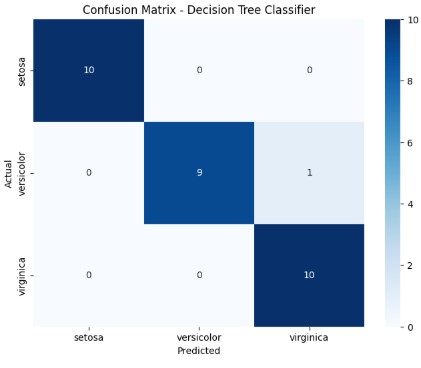 Confusion Matrix - Decision Tree Classifier
10
setosa
10
0
0
8
6
Actual
versicolor
0
9
1
4
2
virginica
0
0
10
0
setosa
versicolor
virginica
Predicted